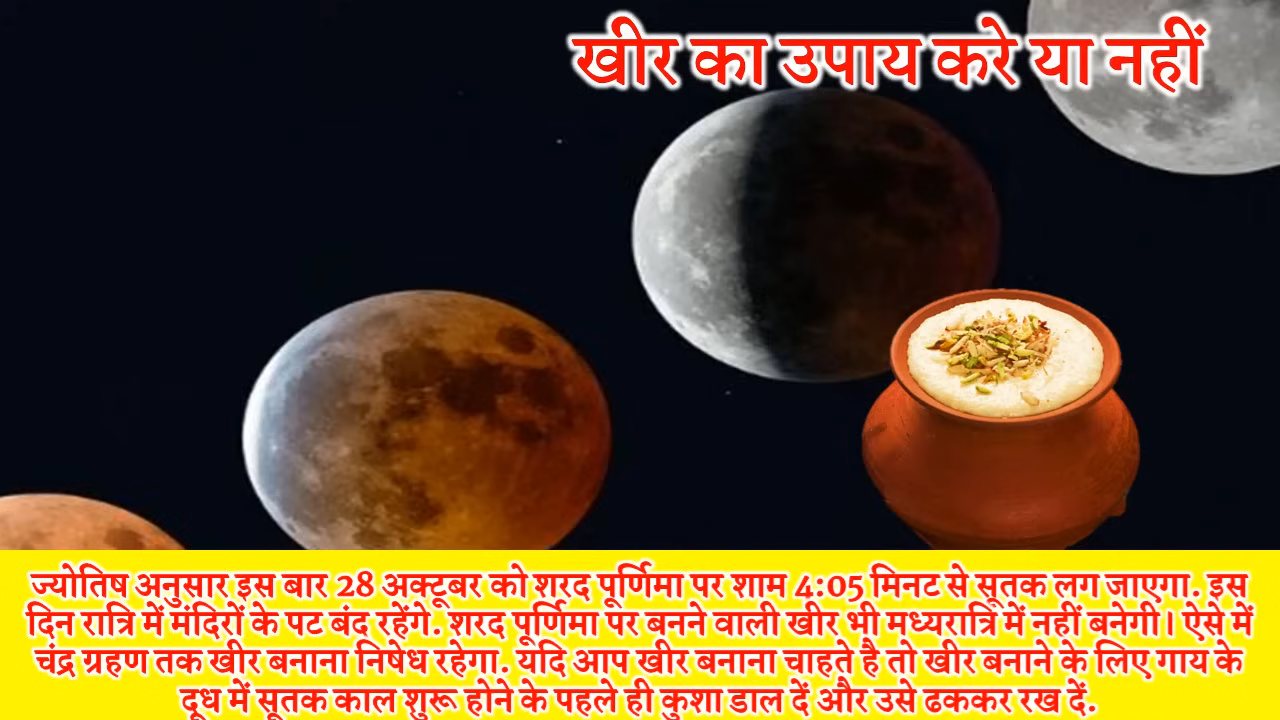 खीर का उपाय करे या नहीं
ज्योतिष अनुसार इस बार 28 अक्टूबर को शरद पूर्णिमा पर शाम 4:05 मिनट से सूतक लग जाएगा. इस
दिन रात्रि में मंदिरों के पट बंद रहेंगे. शरद पूर्णिमा पर बनने वाली खीर भी मध्यरात्रि में नहीं बनेगी। ऐसे में
चंद्र ग्रहण तक खीर बनाना निषेध रहेगा. यदि आप खीर बनाना चाहते है तो खीर बनाने के लिए गाय के
दूध में सूतक काल शुरू होने के पहले ही कुशा डाल दें और उसे ढककर रख दें.